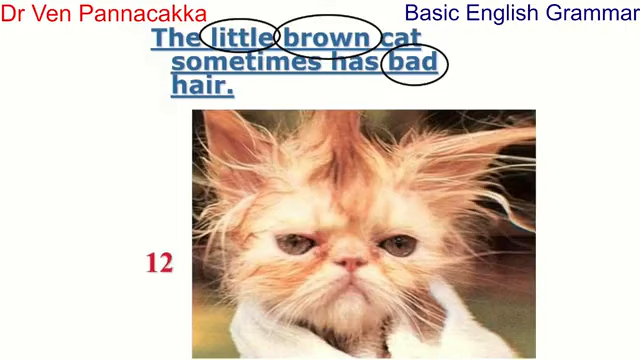 Dr Ven Pannacakka
Basic English Grammar
The little brown cat
sometimes has bad
hair.
12